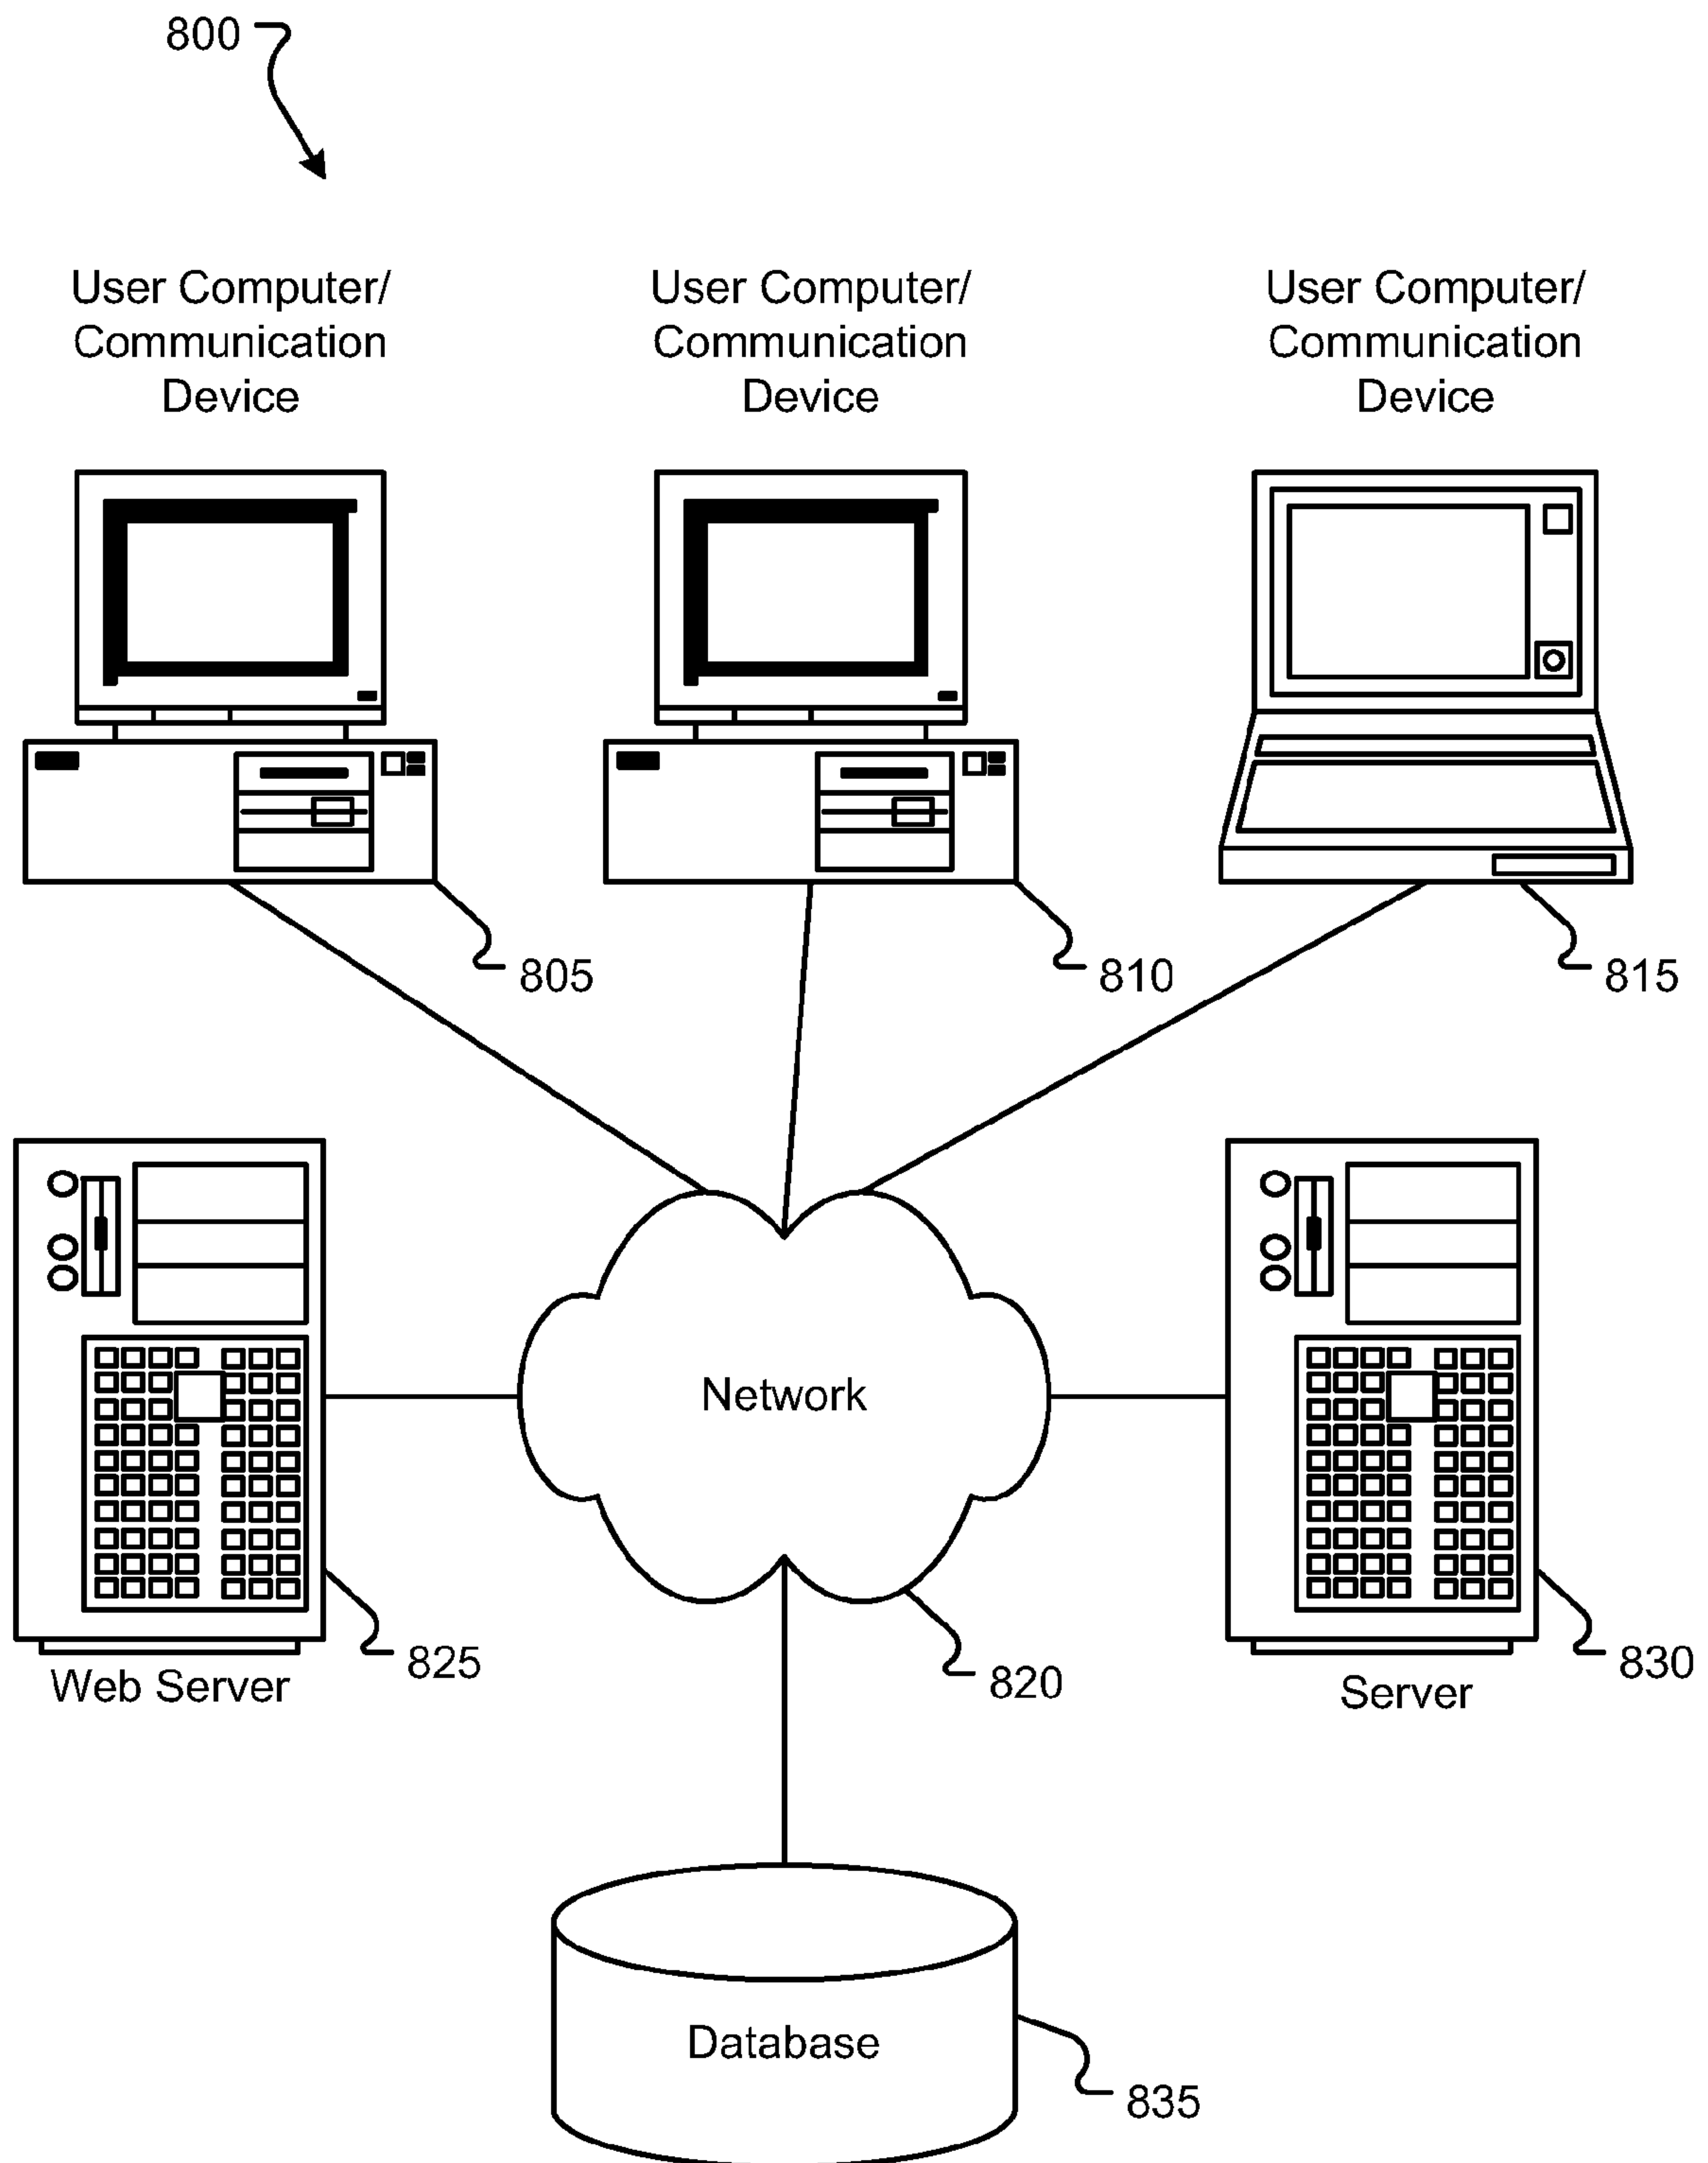 800
User Computer/
Communication
Device
User Computer/
Communication
Device
User Computer/
Communication
Device
805
810
815
Network
825
Web Server
820
830
Server
Database
835